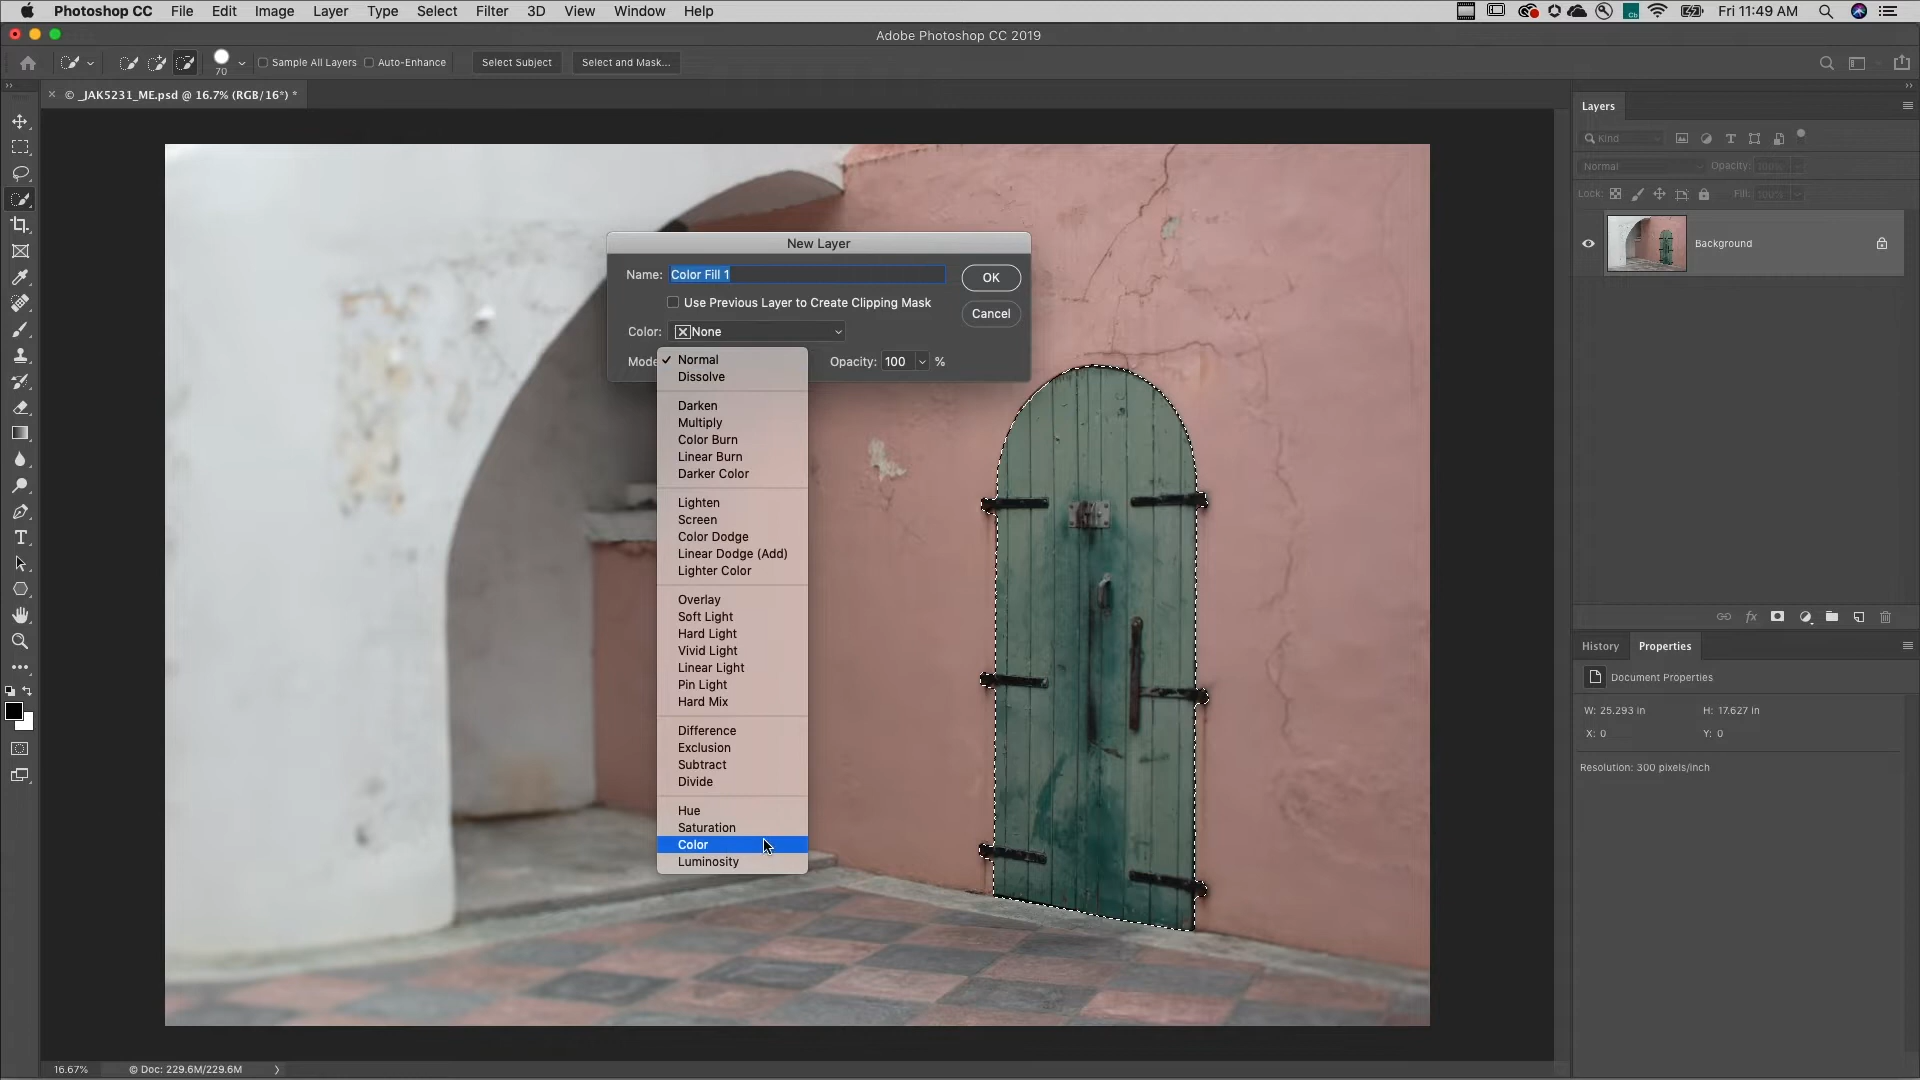 Photoshop CC File Edit Image Layer Type Select Filter 3D View Window Help Fri 11:49 AM
Adobe Photoshop CC 2019
70 Sample All Layers Auto-Enhance Select Subject Select and Mask...
× © _JAK5231_ME.psd @ 16.7% (RGB/16*) *
Layers
Kind
Normal Opacity: 100%
Lock: Fill: 100%
Background
New Layer
Name: Color Fill 1 OK
Use Previous Layer to Create Clipping Mask
Cancel
Color: None
Mode Opacity: 100 %
Normal
Dissolve
Darken
Multiply
Color Burn
Linear Burn
Darker Color
Lighten
Screen
Color Dodge
Linear Dodge (Add)
Lighter Color
Overlay
Soft Light
Hard Light
Vivid Light
Linear Light
Pin Light
Hard Mix
Difference
Exclusion
Subtract
Divide
Hue
Saturation
Color
Luminosity
fx
History Properties
Document Properties
W: 25.293 in H: 17.627 in
X: 0 Y: 0
Resolution: 300 pixels/inch
16.67% © Doc: 229.6M/229.6M